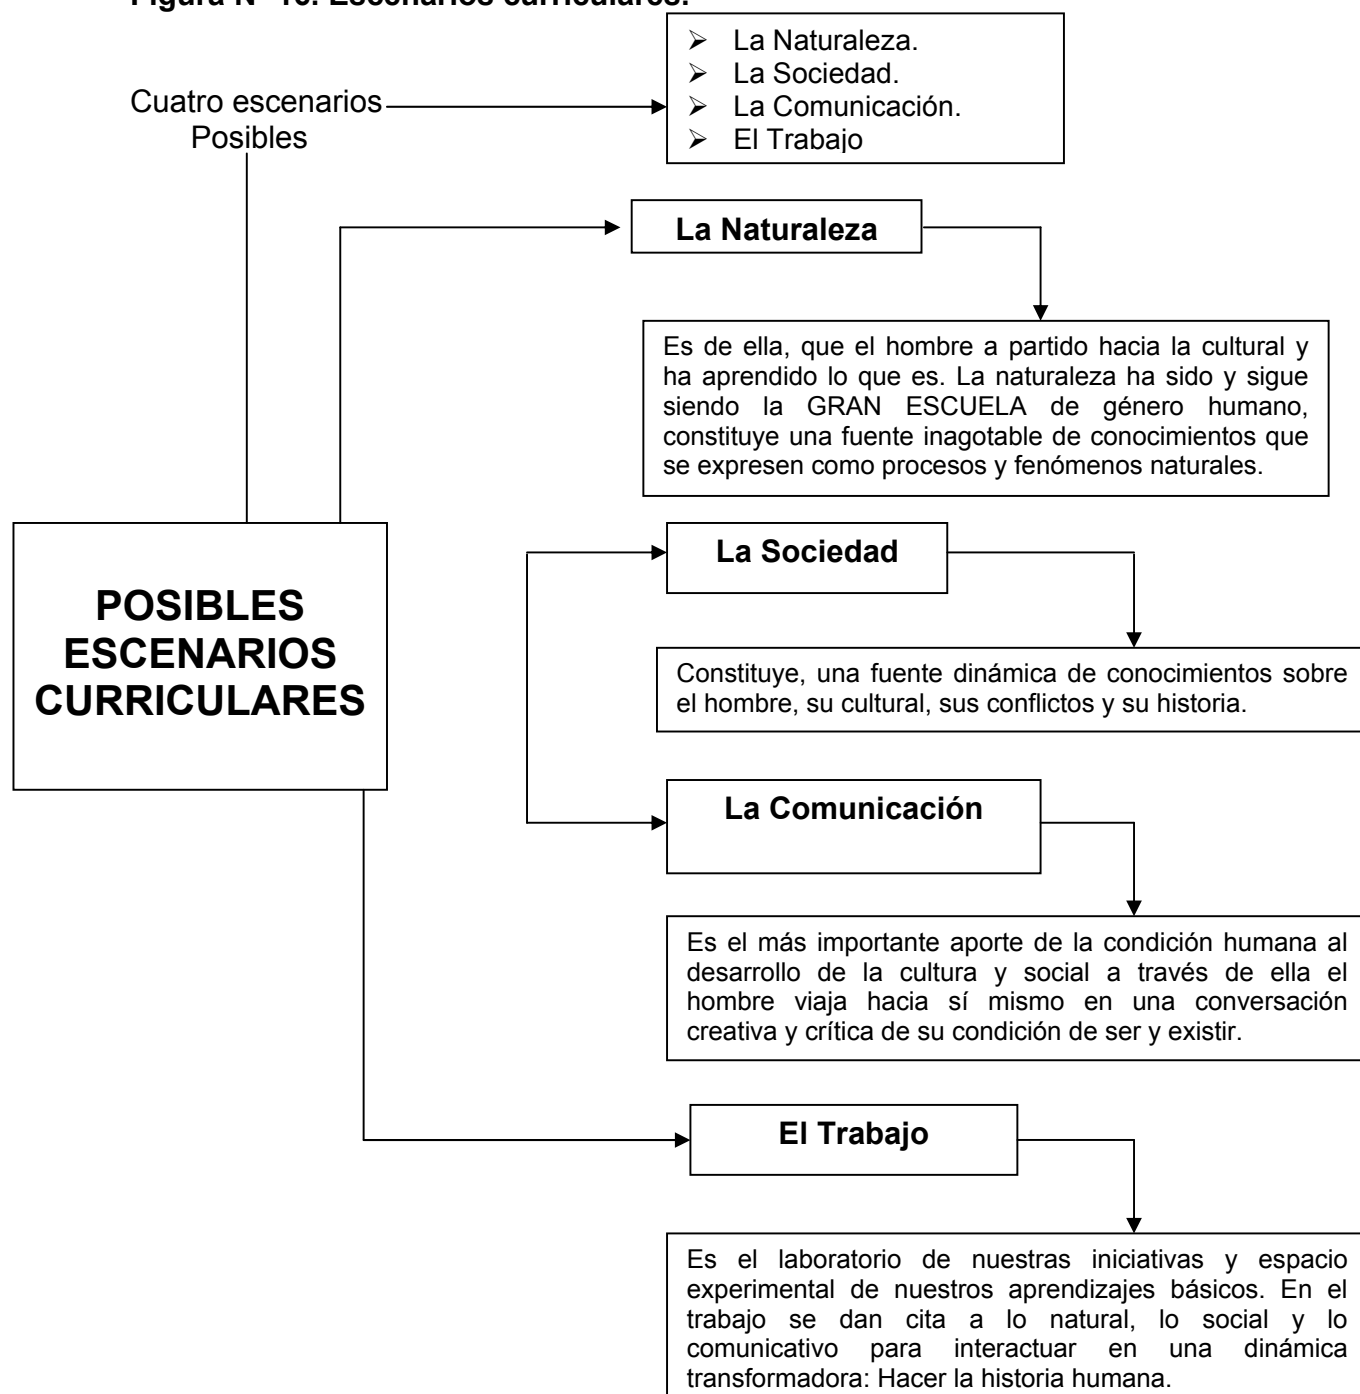 Figura Nº 16. Escenarios curriculares.
Cuatro escenarios
Posibles
➢ La Naturaleza.
➢ La Sociedad.
➢ La Comunicación.
➢ El Trabajo
La Naturaleza
Es de ella, que el hombre a partido hacia la cultural y
ha aprendido lo que es. La naturaleza ha sido y sigue
siendo la GRAN ESCUELA de género humano,
constituye una fuente inagotable de conocimientos que
se expresen como procesos y fenómenos naturales.
POSIBLES
ESCENARIOS
CURRICULARES
La Sociedad
Constituye, una fuente dinámica de conocimientos sobre
el hombre, su cultural, sus conflictos y su historia.
La Comunicación
Es el más importante aporte de la condición humana al
desarrollo de la cultura y social a través de ella el
hombre viaja hacia sí mismo en una conversación
creativa y crítica de su condición de ser y existir.
El Trabajo
Es el laboratorio de nuestras iniciativas y espacio
experimental de nuestros aprendizajes básicos. En el
trabajo se dan cita a lo natural, lo social y lo
comunicativo para interactuar en una dinámica
transformadora: Hacer la historia humana.